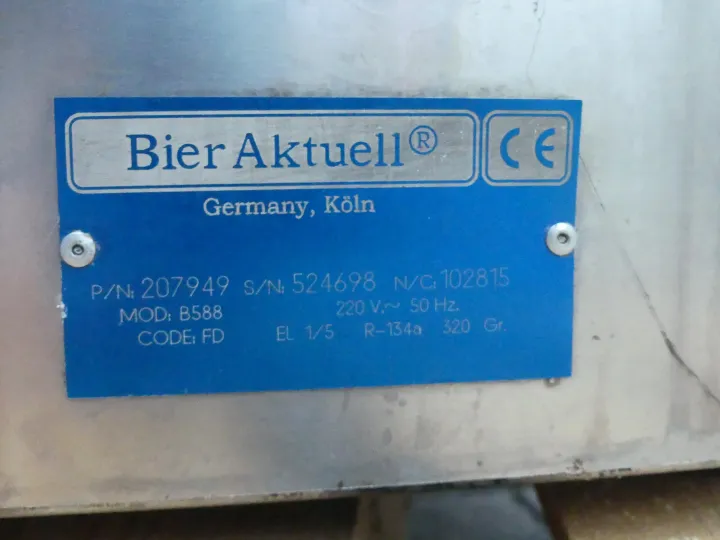 Bier Aktuell® CE
Germany, Köln
P/N: 207949 S/N: 524698 N/C: 102815
MOD: B588 220 V.~ 50 Hz.
CODE: FD EL 1/5 R-134a 320 Gr.